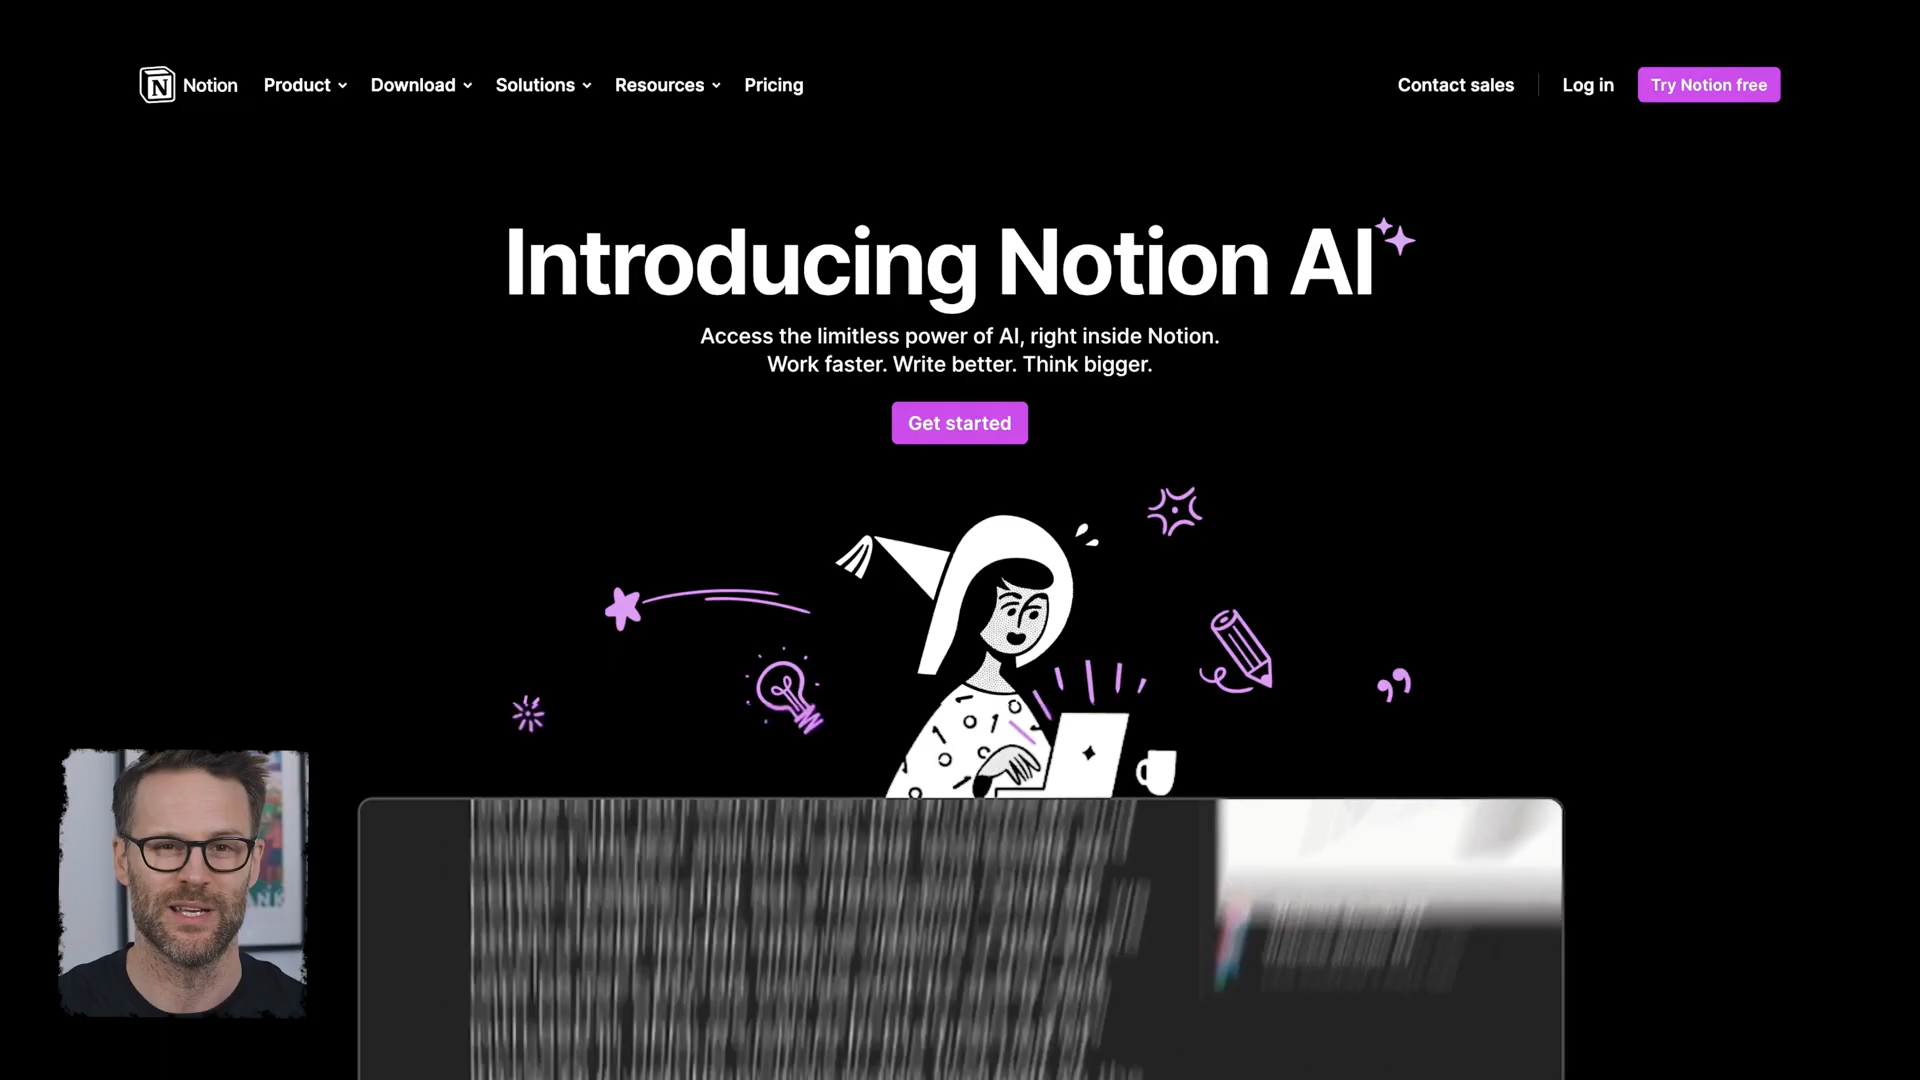 Notion Product Download Solutions Resources Pricing Contact sales Log in Try Notion free
Introducing Notion AI
Access the limitless power of AI, right inside Notion.
Work faster. Write better. Think bigger.
Get started